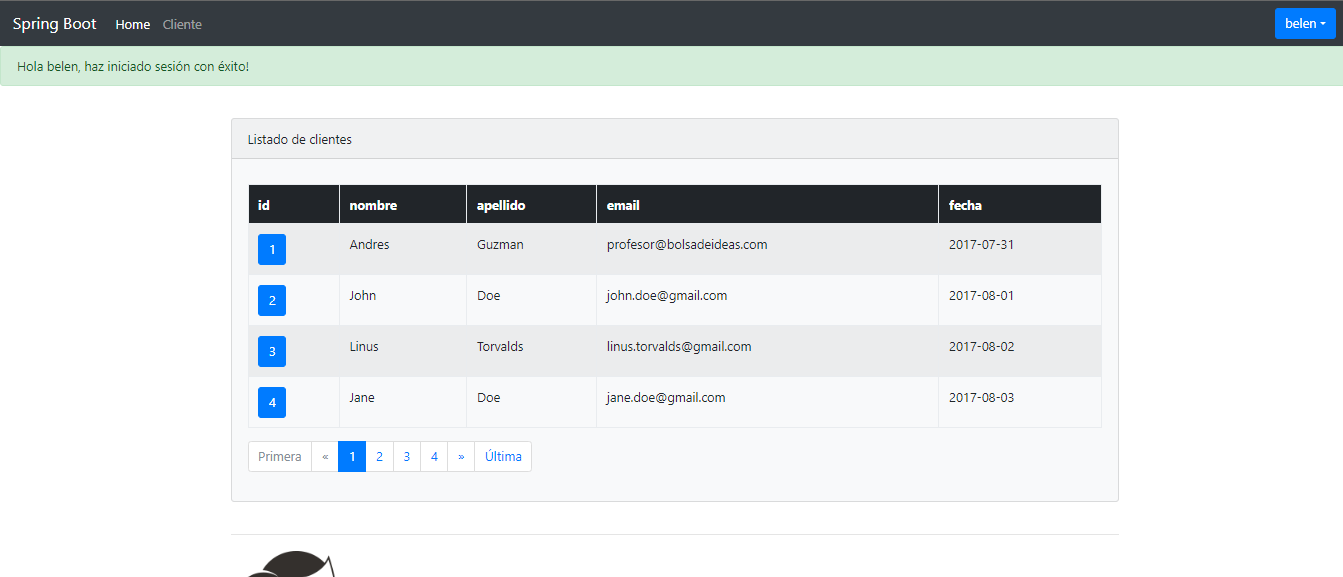 Spring Boot Home Cliente belen
Hola belen, haz iniciado sesión con éxito!
Listado de clientes
id nombre apellido email fecha
1 Andres Guzman profesor@bolsadeideas.com 2017-07-31
2 John Doe john.doe@gmail.com 2017-08-01
3 Linus Torvalds linus.torvalds@gmail.com 2017-08-02
4 Jane Doe jane.doe@gmail.com 2017-08-03
Primera « 1 2 3 4 » Última